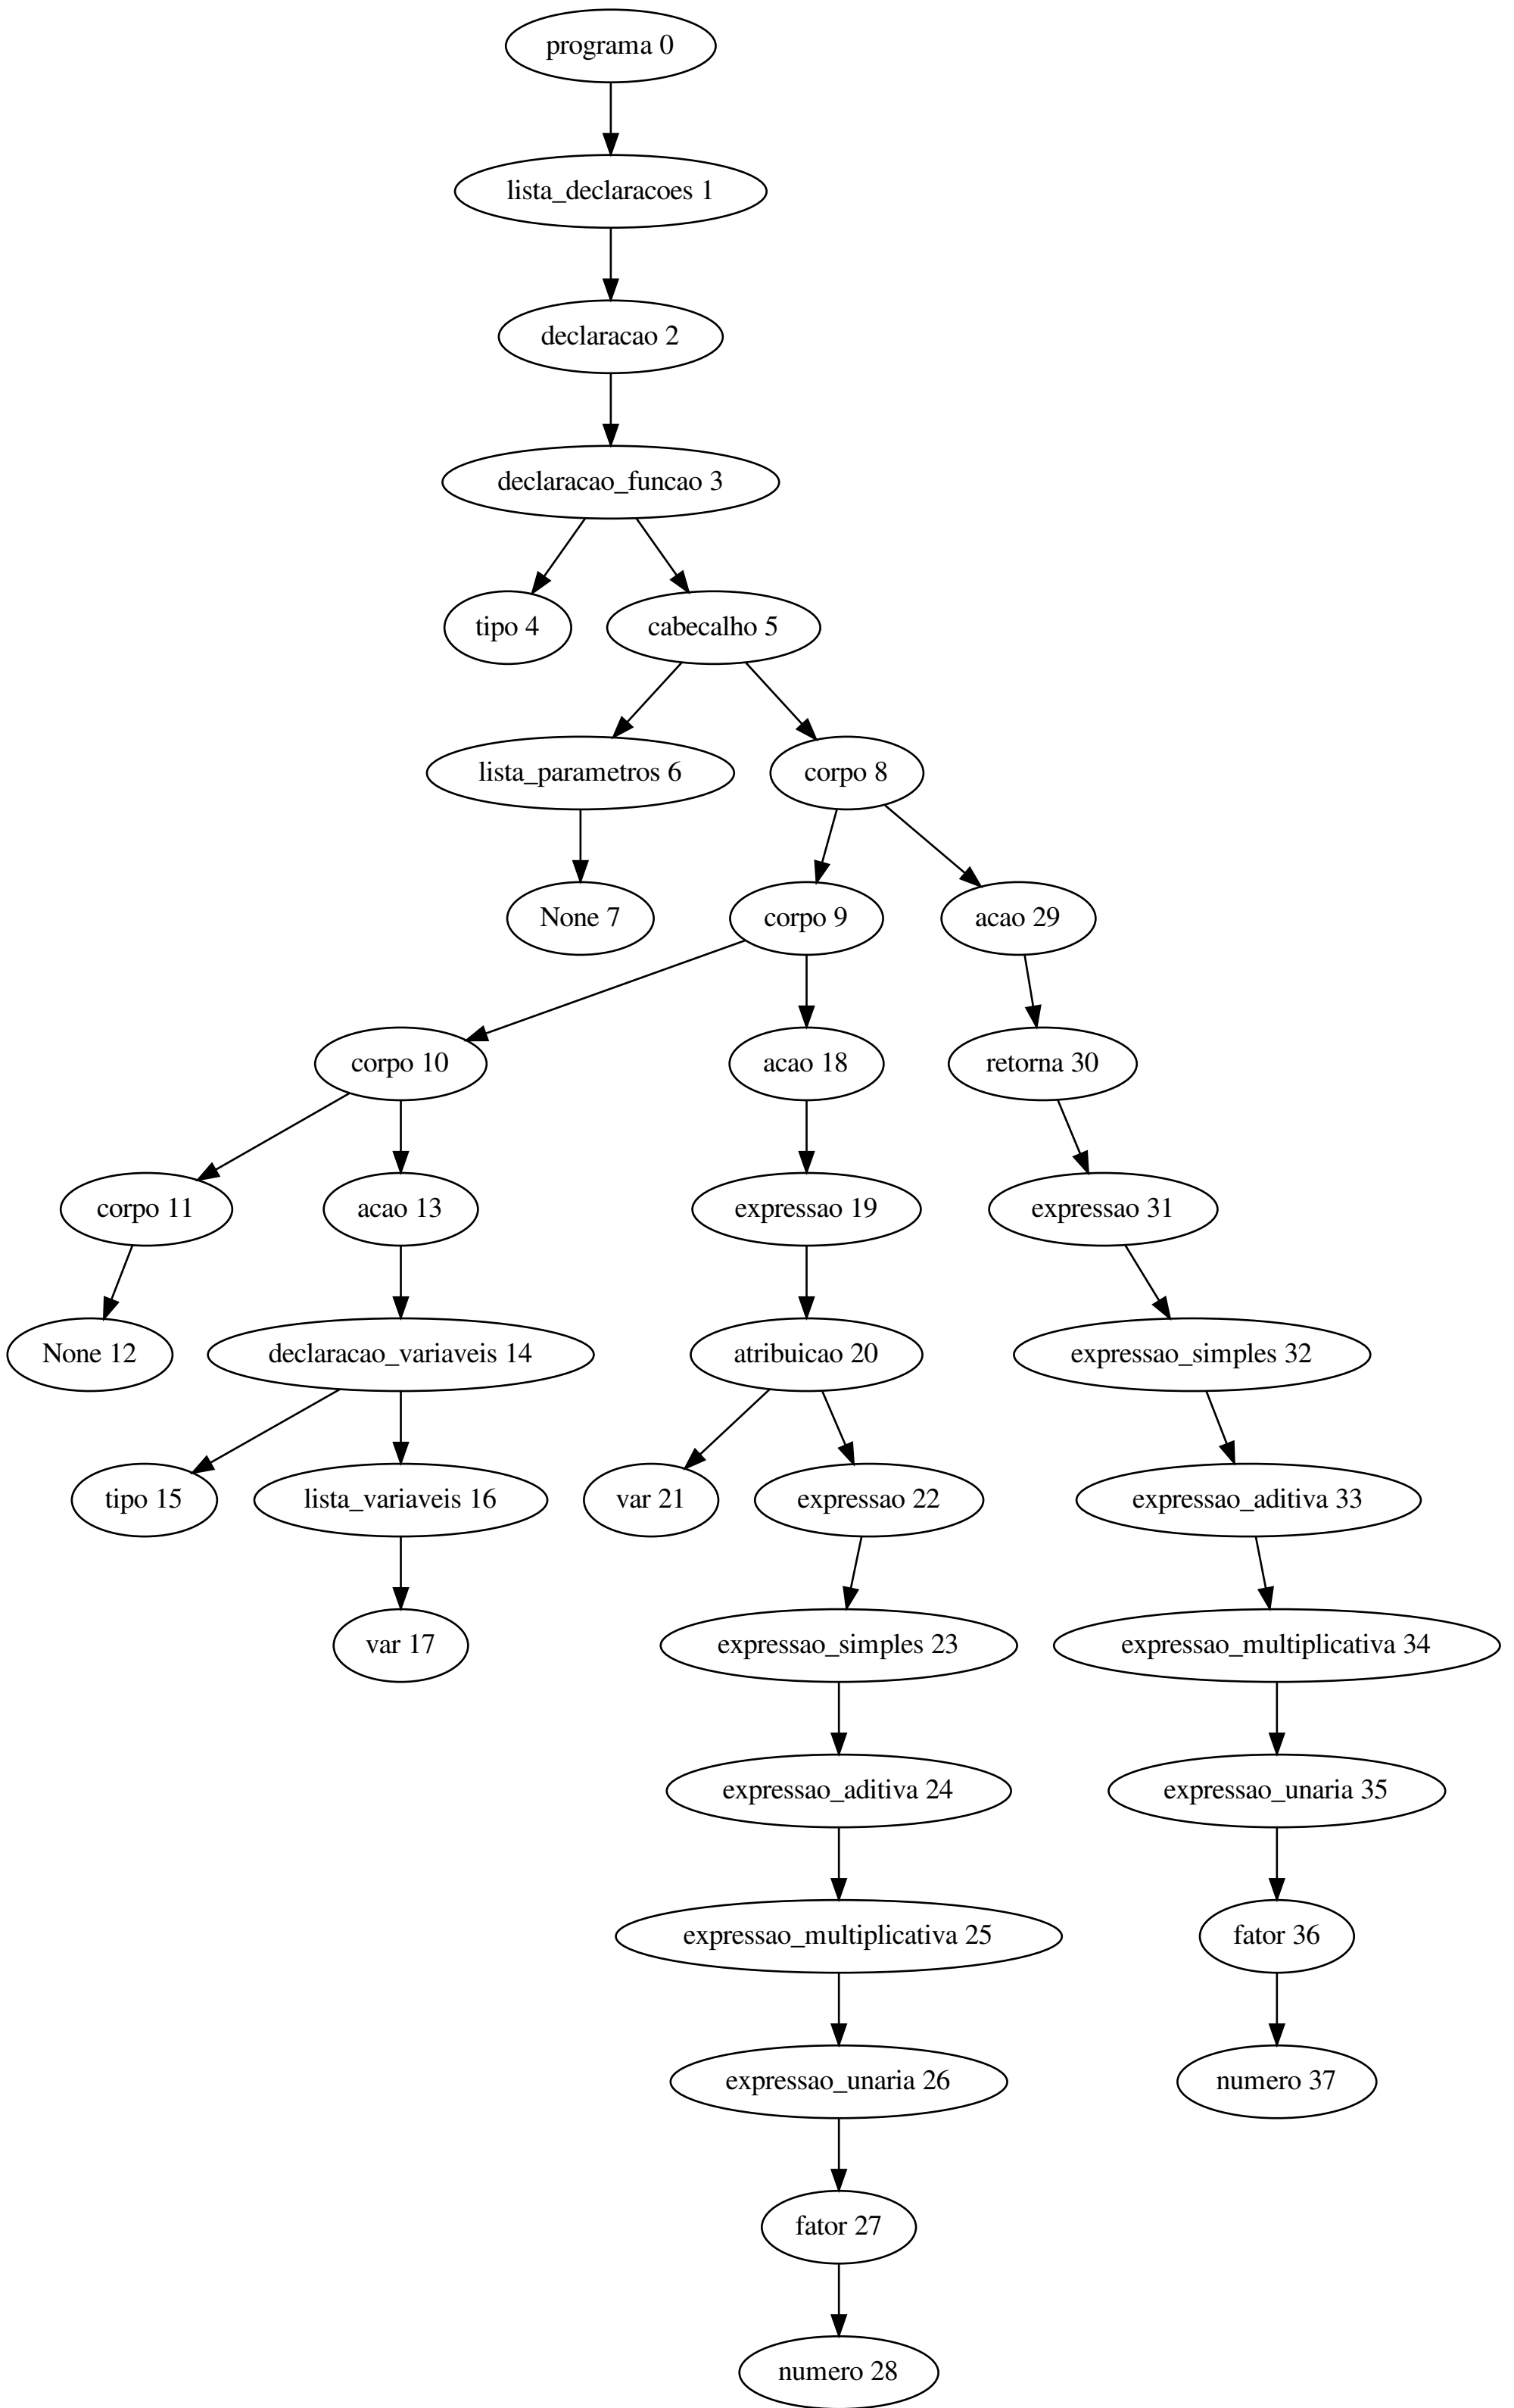 programa 0
lista_declaracoes 1
declaracao 2
declaracao_funcao 3
tipo 4
cabecalho 5
lista_parametros 6
corpo 8
None 7
corpo 9
acao 29
corpo 10
acao 18
retorna 30
corpo 11
acao 13
expressao 19
expressao 31
None 12
declaracao_variaveis 14
atribuicao 20
expressao_simples 32
tipo 15
lista_variaveis 16
var 21
expressao 22
expressao_aditiva 33
var 17
expressao_simples 23
expressao_multiplicativa 34
expressao_aditiva 24
expressao_unaria 35
expressao_multiplicativa 25
fator 36
expressao_unaria 26
numero 37
fator 27
numero 28